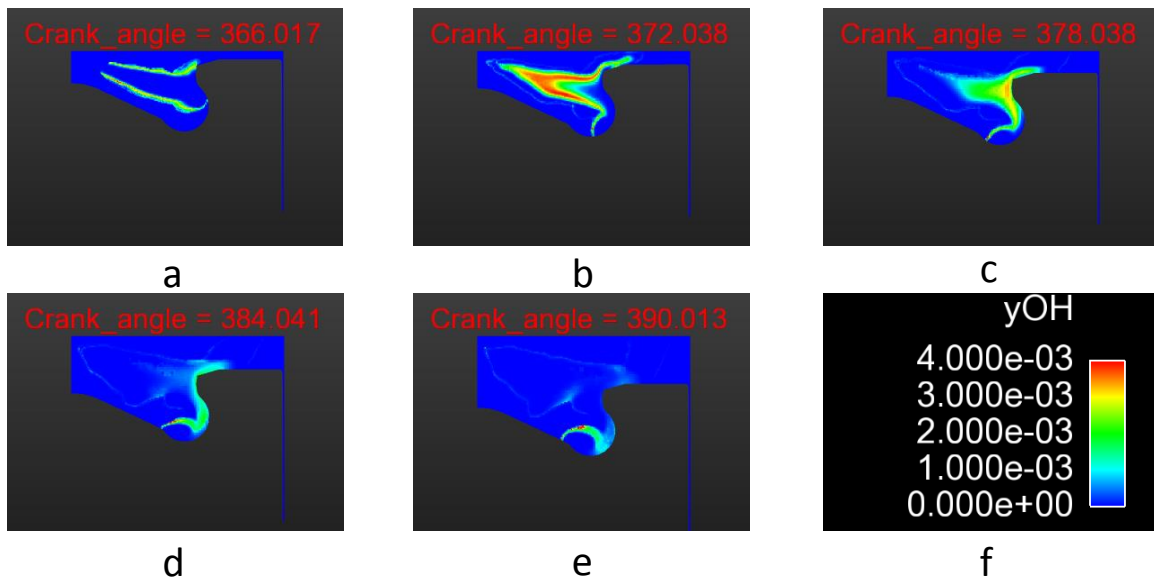 Crank_angle = 366.017
Crank_angle = 372.038
Crank_angle = 378.038
a
b
c
Crank_angle = 384.041
Crank_angle = 390.013
yOH
4.000e-03
3.000e-03
2.000e-03
1.000e-03
0.000e+00
d
e
f